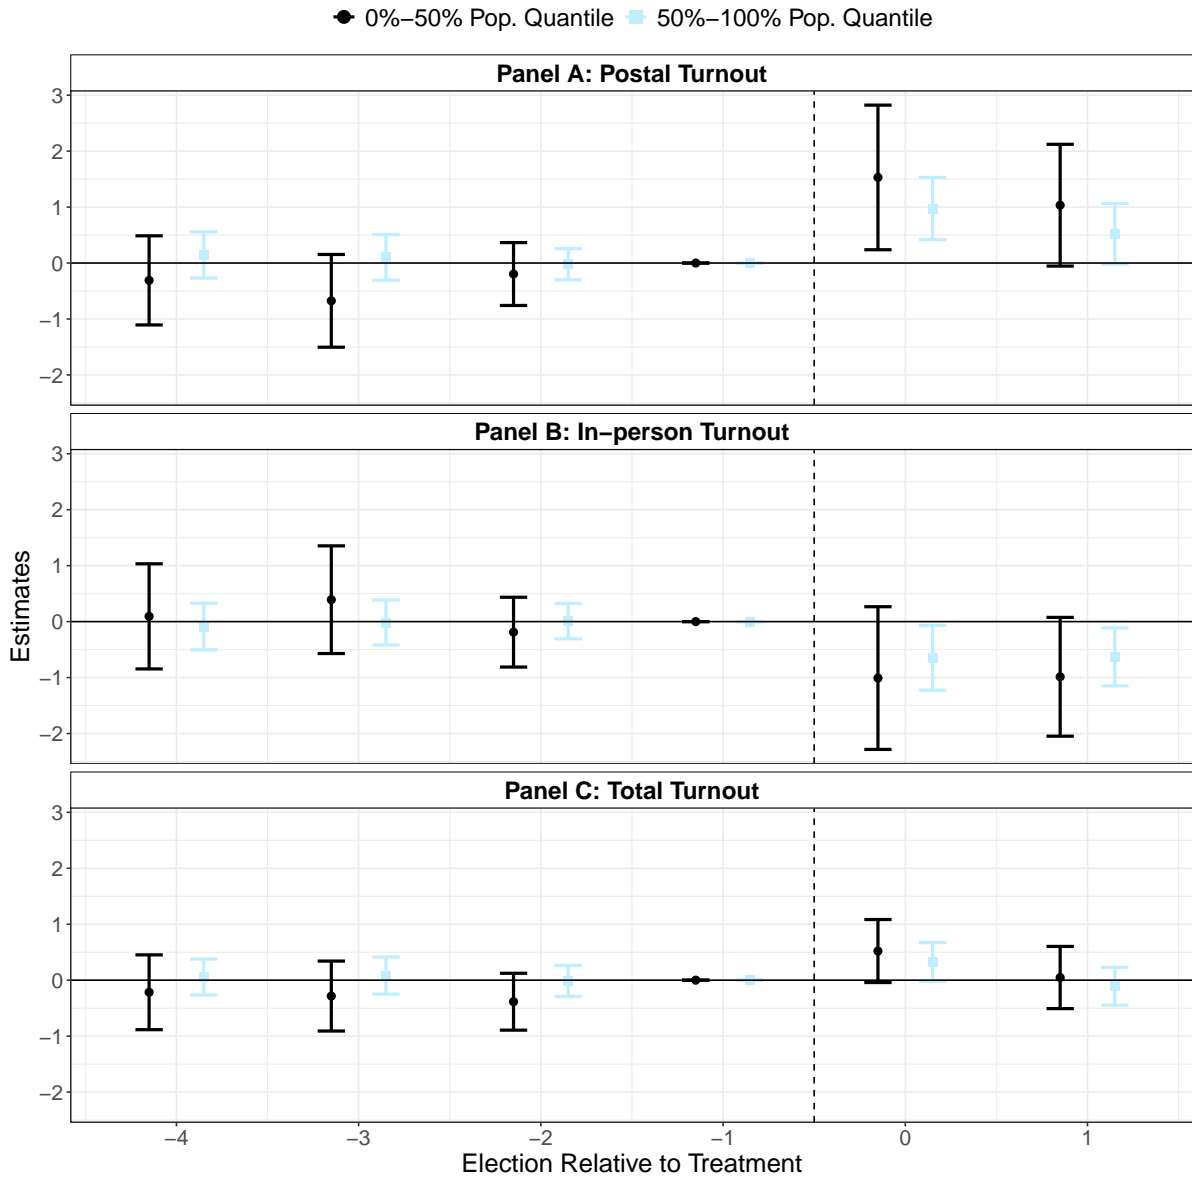 0%–50% Pop. Quantile 50%–100% Pop. Quantile
Panel A: Postal Turnout
3
2
1
0
−1
−2
Panel B: In−person Turnout
3
2
1
0
−1
−2
Estimates
Panel C: Total Turnout
3
2
1
0
−1
−2
−4 −3 −2 −1 0 1
Election Relative to Treatment